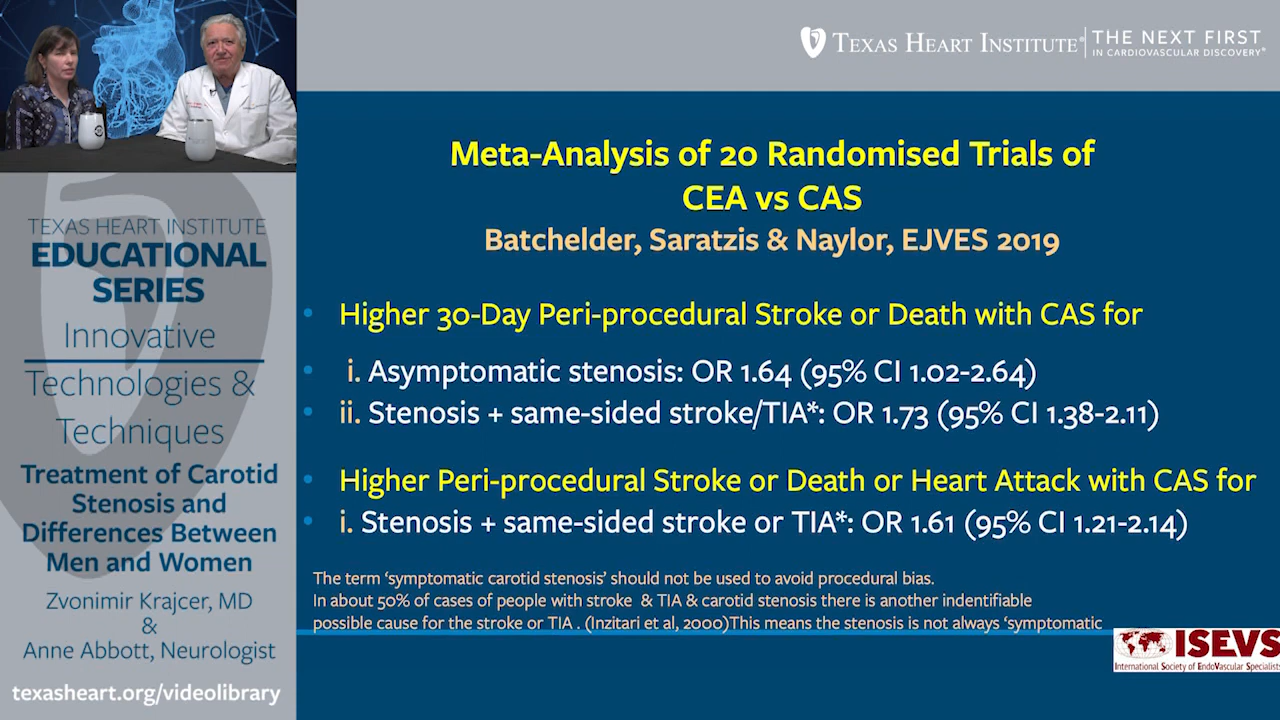 TEXAS HEART INSTITUTE®
THE NEXT FIRST
IN CARDIOVASCULAR DISCOVERY®
TEXAS HEART INSTITUTE
EDUCATIONAL
SERIES
Innovative
Technologies &
Techniques
Treatment of Carotid
Stenosis and
Differences Between
Men and Women
Zvonimir Krajcer, MD
&
Anne Abbott, Neurologist
texasheart.org/videolibrary
Meta-Analysis of 20 Randomised Trials of
CEA vs CAS
Batchelder, Saratzis & Naylor, EJVES 2019
• Higher 30-Day Peri-procedural Stroke or Death with CAS for
• i. Asymptomatic stenosis: OR 1.64 (95% CI 1.02-2.64)
• ii. Stenosis + same-sided stroke/TIA*: OR 1.73 (95% CI 1.38-2.11)
• Higher Peri-procedural Stroke or Death or Heart Attack with CAS for
• i. Stenosis + same-sided stroke or TIA*: OR 1.61 (95% CI 1.21-2.14)
The term ‘symptomatic carotid stenosis’ should not be used to avoid procedural bias.
In about 50% of cases of people with stroke & TIA & carotid stenosis there is another indentifiable
possible cause for the stroke or TIA . (Inzitari et al, 2000)This means the stenosis is not always ‘symptomatic
ISEVS
International Society of EndoVascular Specialists